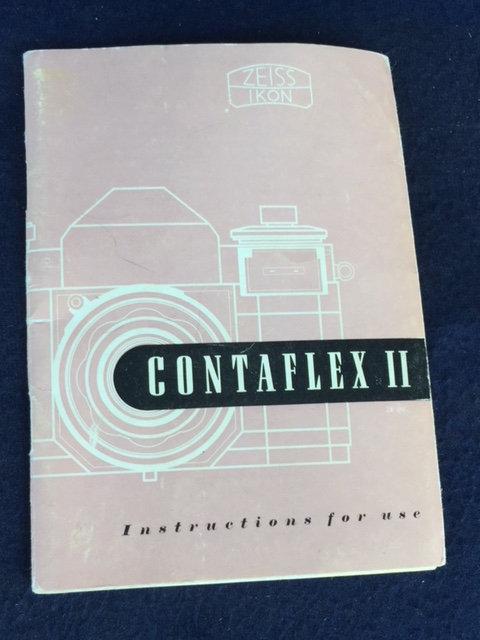 ZEISS
IKON
CONTAFLEX II
Instructions for use